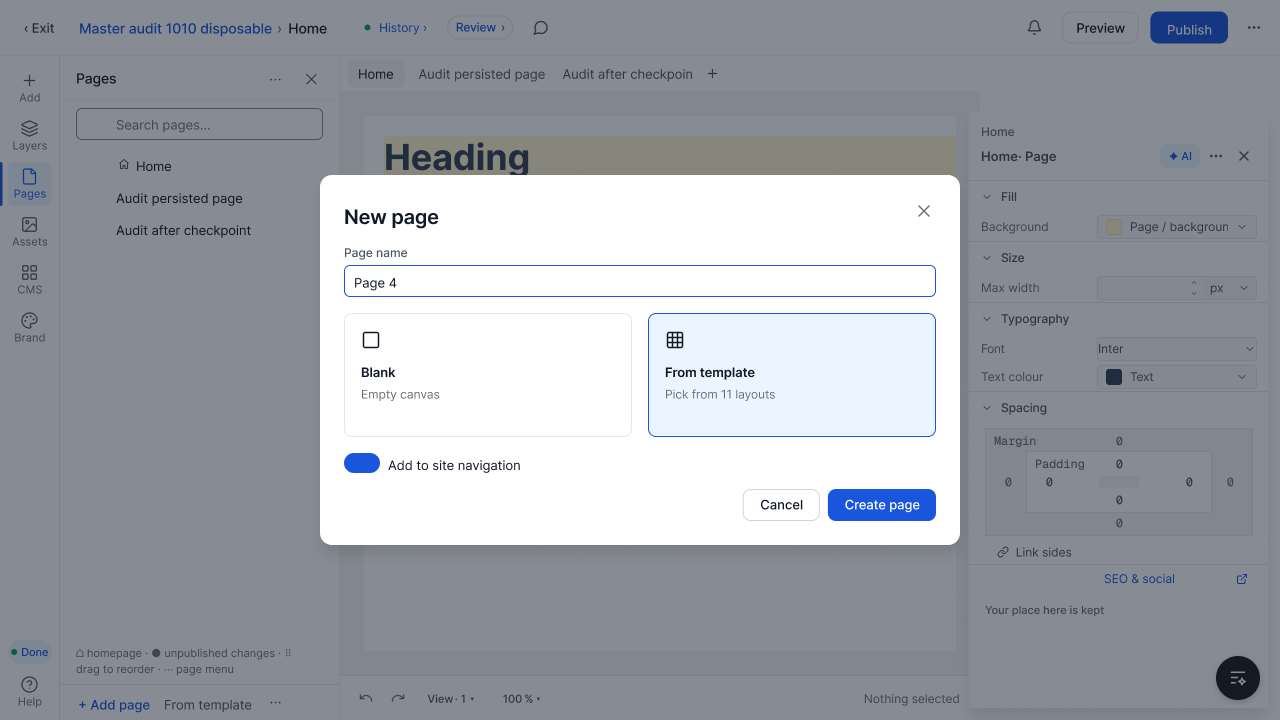 ‹ Exit
Master audit 1010 disposable › Home
History ›
Review ›
Preview
Publish
Add
Layers
Pages
Assets
CMS
Brand
Done
Help
Pages
Search pages...
Home
Audit persisted page
Audit after checkpoint
homepage · unpublished changes ·
drag to reorder · ··· page menu
+ Add page
From template
Home
Audit persisted page
Audit after checkpoin
Heading
New page
Page name
Page 4
Blank
Empty canvas
From template
Pick from 11 layouts
Add to site navigation
Cancel
Create page
View · 1
100 %
Nothing selected
Home
Home· Page
AI
Fill
Background
Page / backgroun
Size
Max width
px
Typography
Font
Inter
Text colour
Text
Spacing
Margin
0
Padding
0
0
0
0
0
0
0
Link sides
SEO & social
Your place here is kept